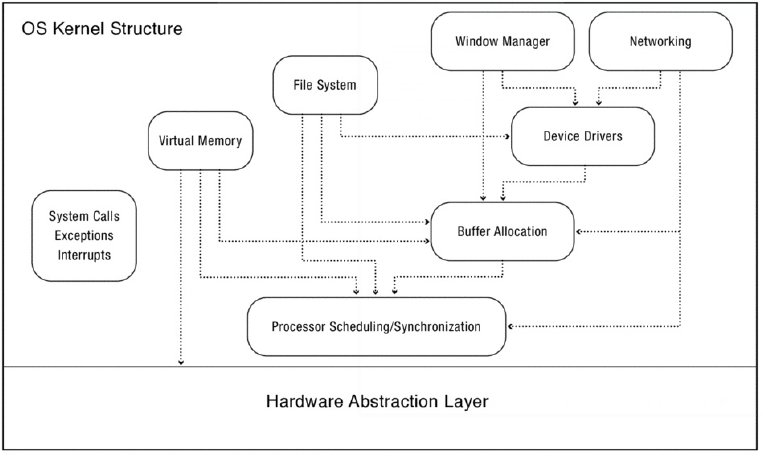 OS Kernel Structure
Window Manager
Networking
File System
Device Drivers
Virtual Memory
System Calls
Exceptions
Interrupts
Buffer Allocation
Processor Scheduling/Synchronization
Hardware Abstraction Layer